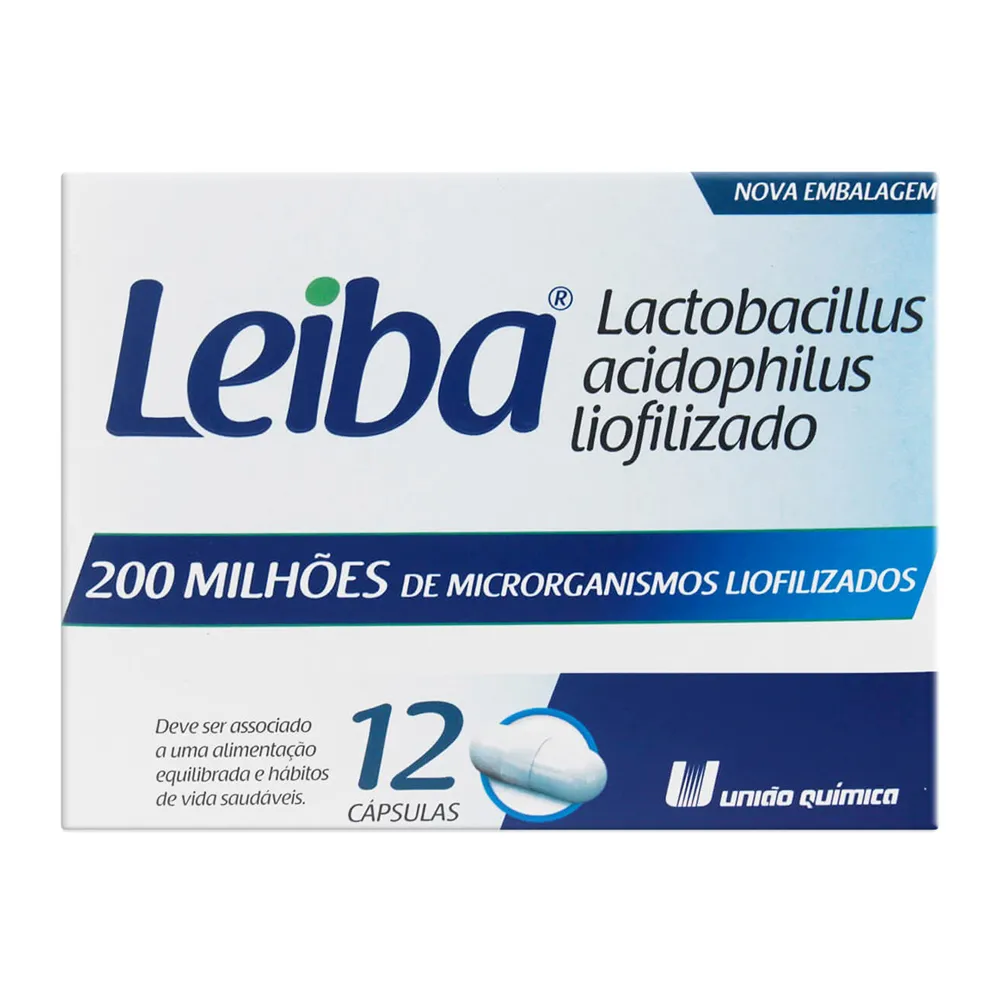 NOVA EMBALAGEM
Leiba®
Lactobacillus
acidophilus
liofilizado
200 MILHÕES DE MICRORGANISMOS LIOFILIZADOS
Deve ser associado
a uma alimentação
equilibrada e hábitos
de vida saudáveis.
12
CÁPSULAS
união química